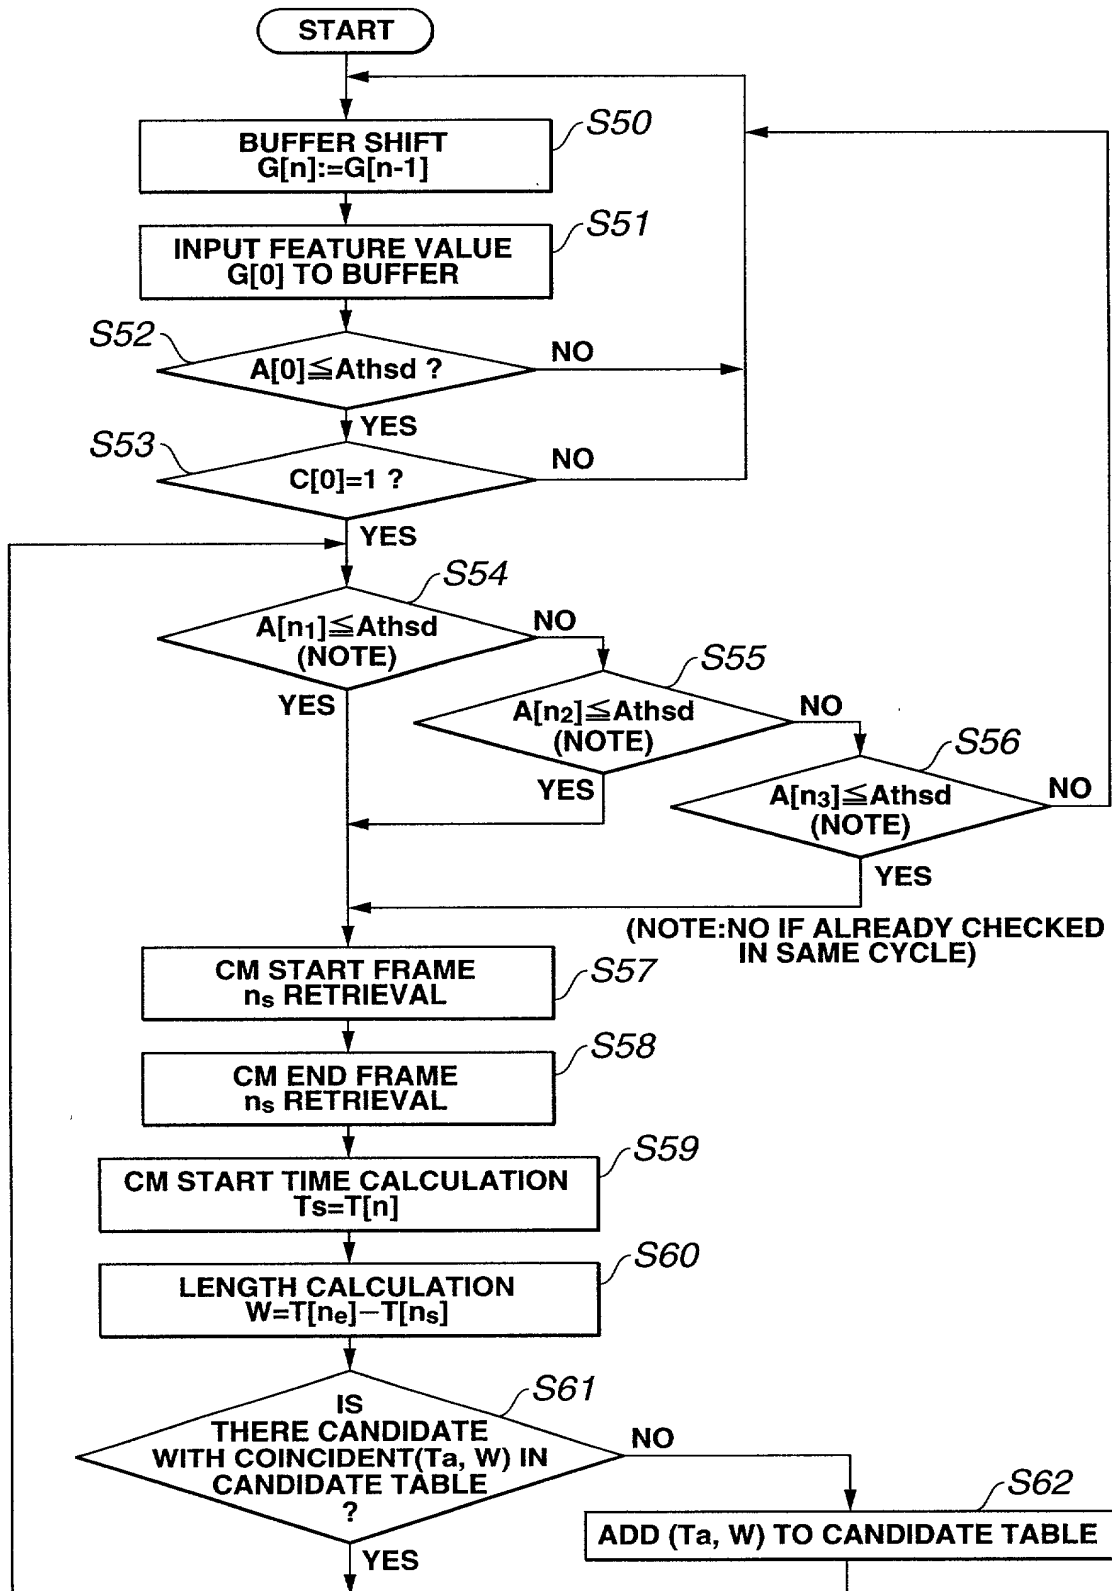 START
BUFFER SHIFT
G[n]:=G[n-1]
S50
INPUT FEATURE VALUE
G[0] TO BUFFER
S51
S52
A[0]≦Athsd ?
NO
YES
S53
C[0]=1 ?
NO
YES
S54
A[n1]≦Athsd
(NOTE)
NO
YES
S55
A[n2]≦Athsd
(NOTE)
NO
YES
S56
A[n3]≦Athsd
(NOTE)
NO
YES
(NOTE:NO IF ALREADY CHECKED
IN SAME CYCLE)
CM START FRAME
ns RETRIEVAL
S57
CM END FRAME
ns RETRIEVAL
S58
CM START TIME CALCULATION
Ts=T[n]
S59
LENGTH CALCULATION
W=T[ne]−T[ns]
S60
IS
THERE CANDIDATE
WITH COINCIDENT(Ta, W) IN
CANDIDATE TABLE
?
S61
NO
YES
S62
ADD (Ta, W) TO CANDIDATE TABLE